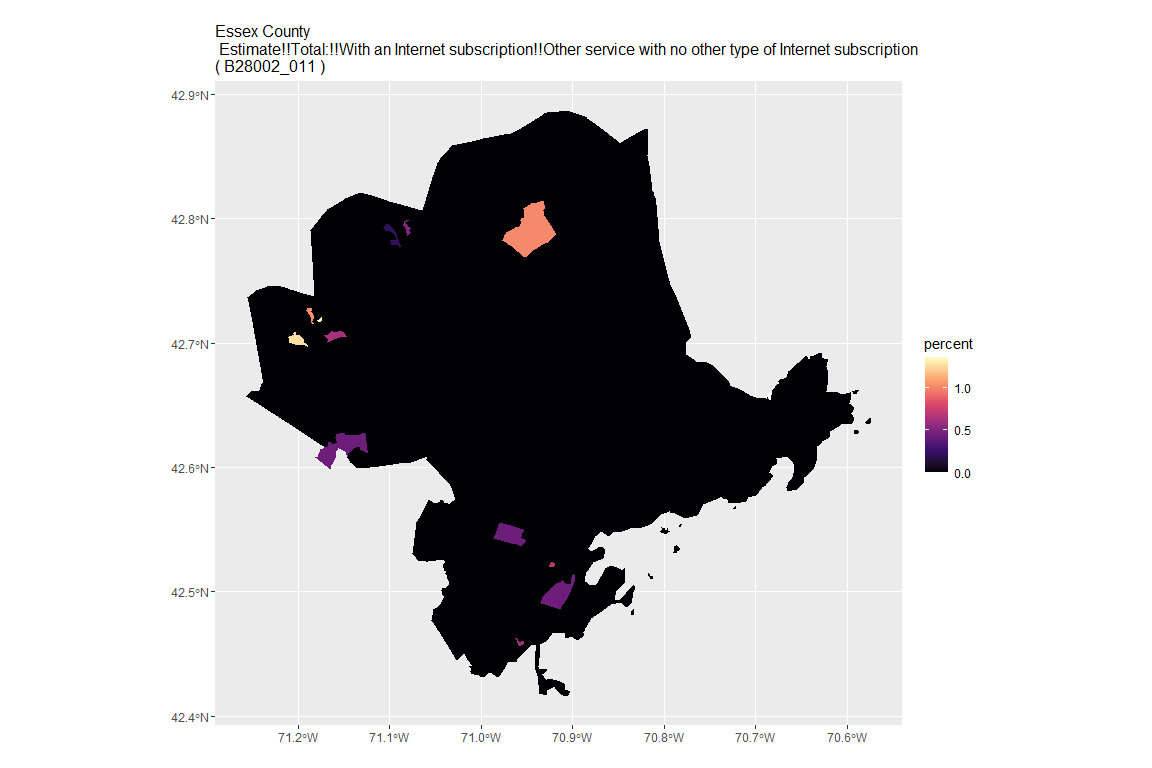 Essex County
Estimate!!Total:!!With an Internet subscription!!Other service with no other type of Internet subscription
( B28002_011 )
42.9°N
42.8°N
42.7°N
42.6°N
42.5°N
42.4°N
71.2°W 71.1°W 71.0°W 70.9°W 70.8°W 70.7°W 70.6°W
percent
1.0
0.5
0.0